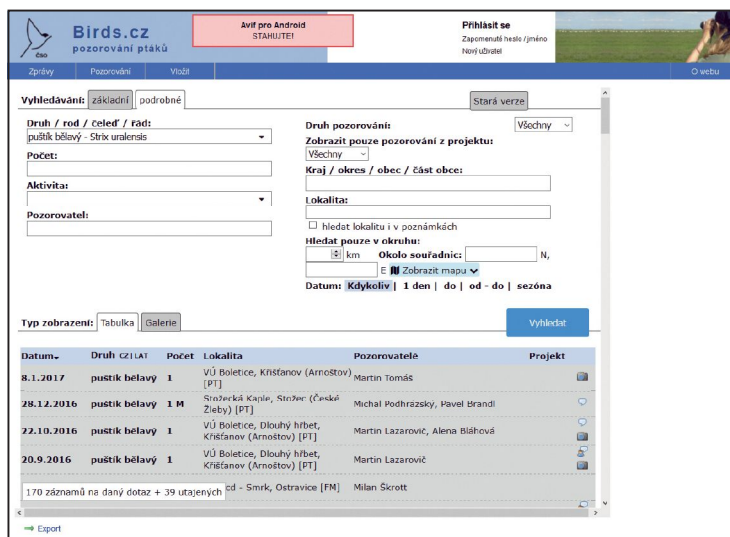 Birds.cz
pozorování ptáků
ČSO
Avif pro Android
STAHUJTE!
Přihlásit se
Zapomenuté heslo / jméno
Nový uživatel
Zprávy Pozorování Vložit O webu
Vyhledávání: základní podrobné Stará verze
Druh / rod / čeleď / řád:
puštík bělavý - Strix uralensis
Počet:
Aktivita:
Pozorovatel:
Druh pozorování: Všechny
Zobrazit pouze pozorování z projektu:
Všechny
Kraj / okres / obec / část obce:
Lokalita:
hledat lokalitu i v poznámkách
Hledat pouze v okruhu:
km Okolo souřadnic: N,
E Zobrazit mapu
Datum: Kdykoliv | 1 den | do | od - do | sezóna
Typ zobrazení: Tabulka Galerie Vyhledat
Datum Druh CZ|LAT Počet Lokalita Pozorovatelé Projekt
8.1.2017 puštík bělavý 1 VÚ Boletice, Křišťanov (Arnoštov) [PT] Martin Tomáš
28.12.2016 puštík bělavý 1 M Stožecká Kaple, Stožec (České Žleby) [PT] Michal Podhrazský, Pavel Brandl
22.10.2016 puštík bělavý 1 VÚ Boletice, Dlouhý hřbet, Křišťanov (Arnoštov) [PT] Martin Lazarovič, Alena Bláhová
20.9.2016 puštík bělavý 1 VÚ Boletice, Dlouhý hřbet, Křišťanov (Arnoštov) [PT] Martin Lazarovič
- Smrk, Ostravice [FM] Milan Škrott
170 záznamů na daný dotaz + 39 utajených
Export